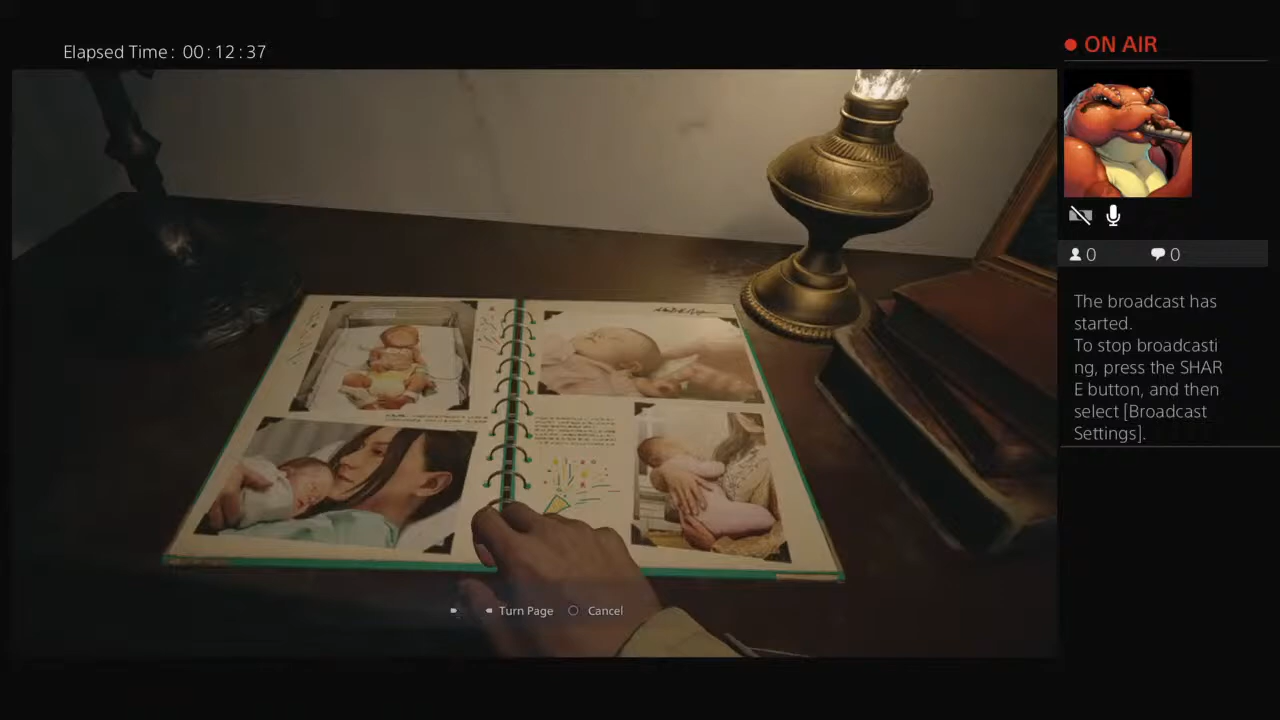 Elapsed Time: 00:12:37
ON AIR
0
0
The broadcast has
started.
To stop broadcasti
ng, press the SHAR
E button, and then
select [Broadcast
Settings].
Turn Page
Cancel